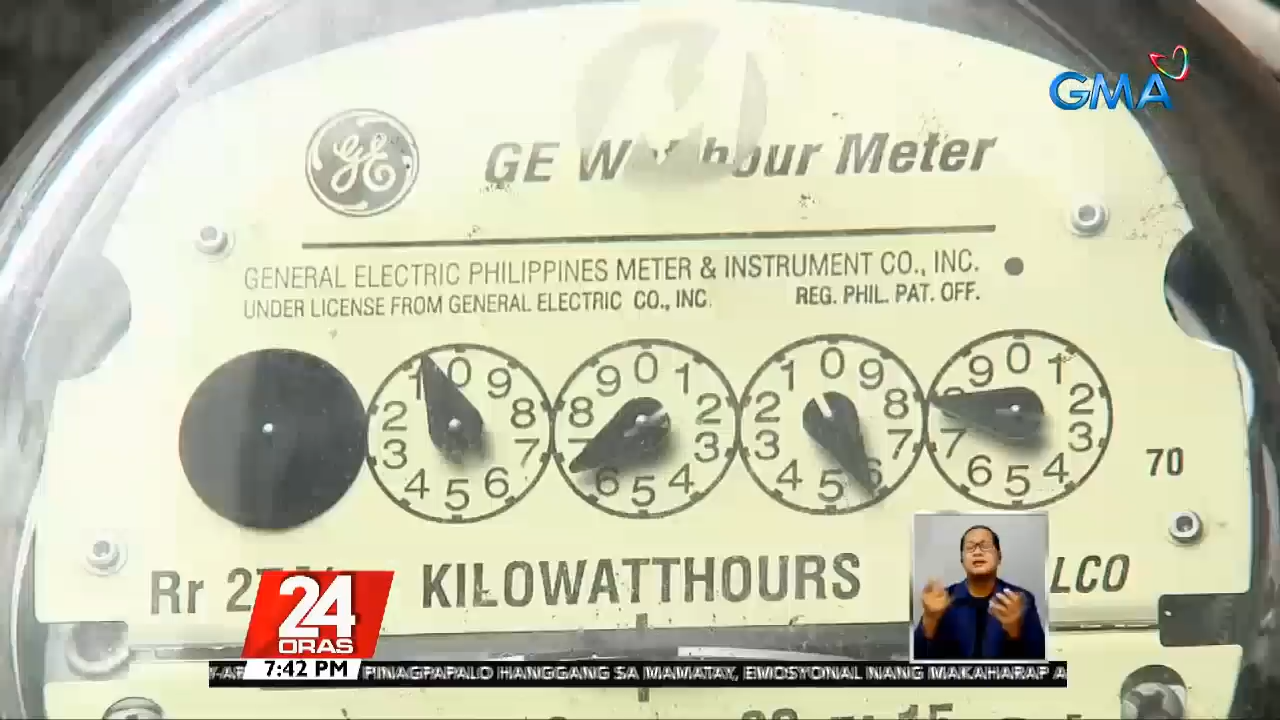 GMA
GE
GE Watthour Meter
GENERAL ELECTRIC PHILIPPINES METER & INSTRUMENT CO., INC.
UNDER LICENSE FROM GENERAL ELECTRIC CO., INC.
REG. PHIL. PAT. OFF.
0 9 8 7 6 5 4 3 2 1
0 1 2 3 4 5 6 7 8 9
0 9 8 7 6 5 4 3 2 1
0 1 2 3 4 5 6 7 8 9
70
Rr
KILOWATTHOURS
LCO
24
ORAS
7:42 PM
PINAGPAPALO HANGGANG SA MAMATAY, EMOSYONAL NANG MAKAHARAP A